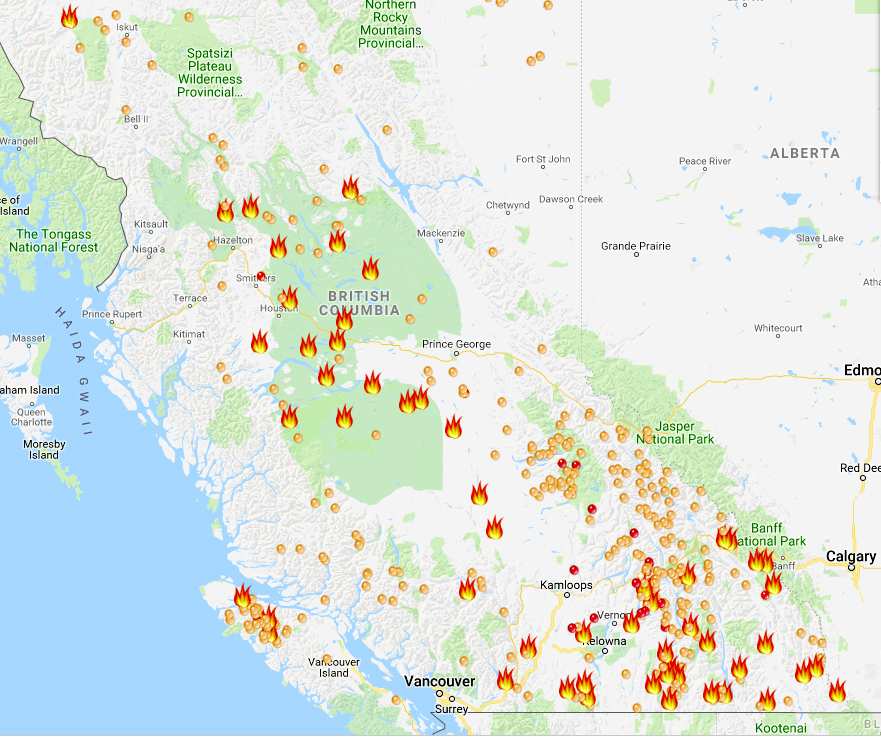 Northern
Rocky
Mountains
Provincial...
Iskut
Spatsizi
Plateau
Wilderness
Provincial...
Bell II
Wrangell
ALBERTA
Fort St John
Peace River
ce of
Island
Chetwynd
Dawson Creek
Kitsault
The Tongass
National Forest
Hazelton
Mackenzie
Slave Lake
Nisga'a
Grande Prairie
Smithers
Terrace
BRITISH
COLUMBIA
Houston
Prince Rupert
HAIDA GWAII
Whitecourt
Masset
Kitimat
Prince George
Edmo
aham Island
Queen
Charlotte
Jasper
National Park
Moresby
Island
Red Dee
Banff
National Park
Calgary
Banff
Kamloops
Vernon
Kelowna
Vancouver
Island
Vancouver
Surrey
Kootenai
BL